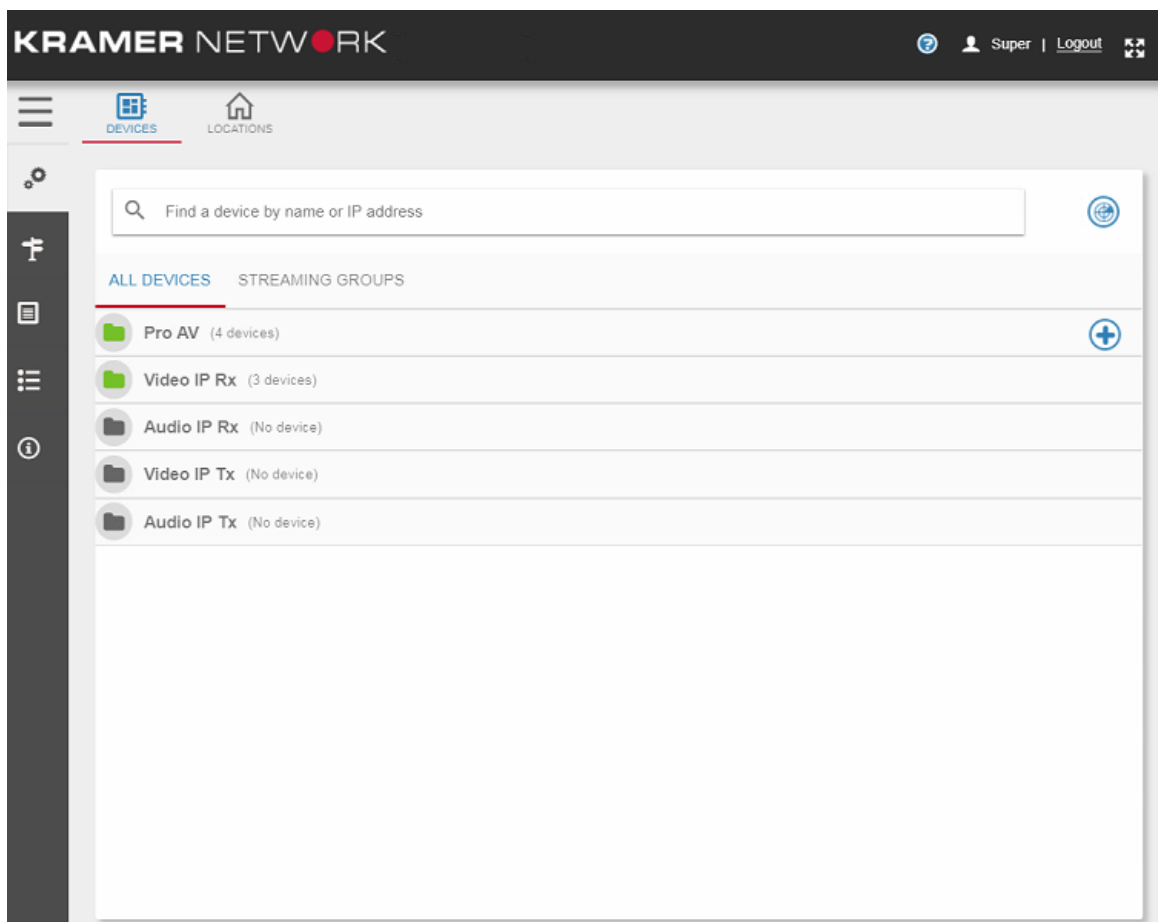 KRAMER NETWORK
Super | Logout
DEVICES
LOCATIONS
Find a device by name or IP address
ALL DEVICES
STREAMING GROUPS
Pro AV (4 devices)
Video IP Rx (3 devices)
Audio IP Rx (No device)
Video IP Tx (No device)
Audio IP Tx (No device)